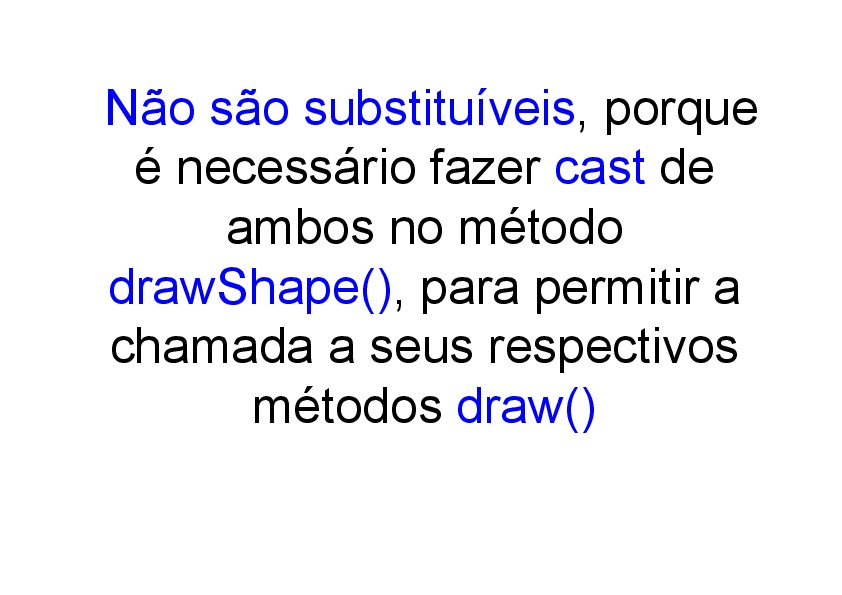 Não são substituíveis, porque
é necessário fazer cast de
ambos no método
drawShape(), para permitir a
chamada a seus respectivos
métodos draw()